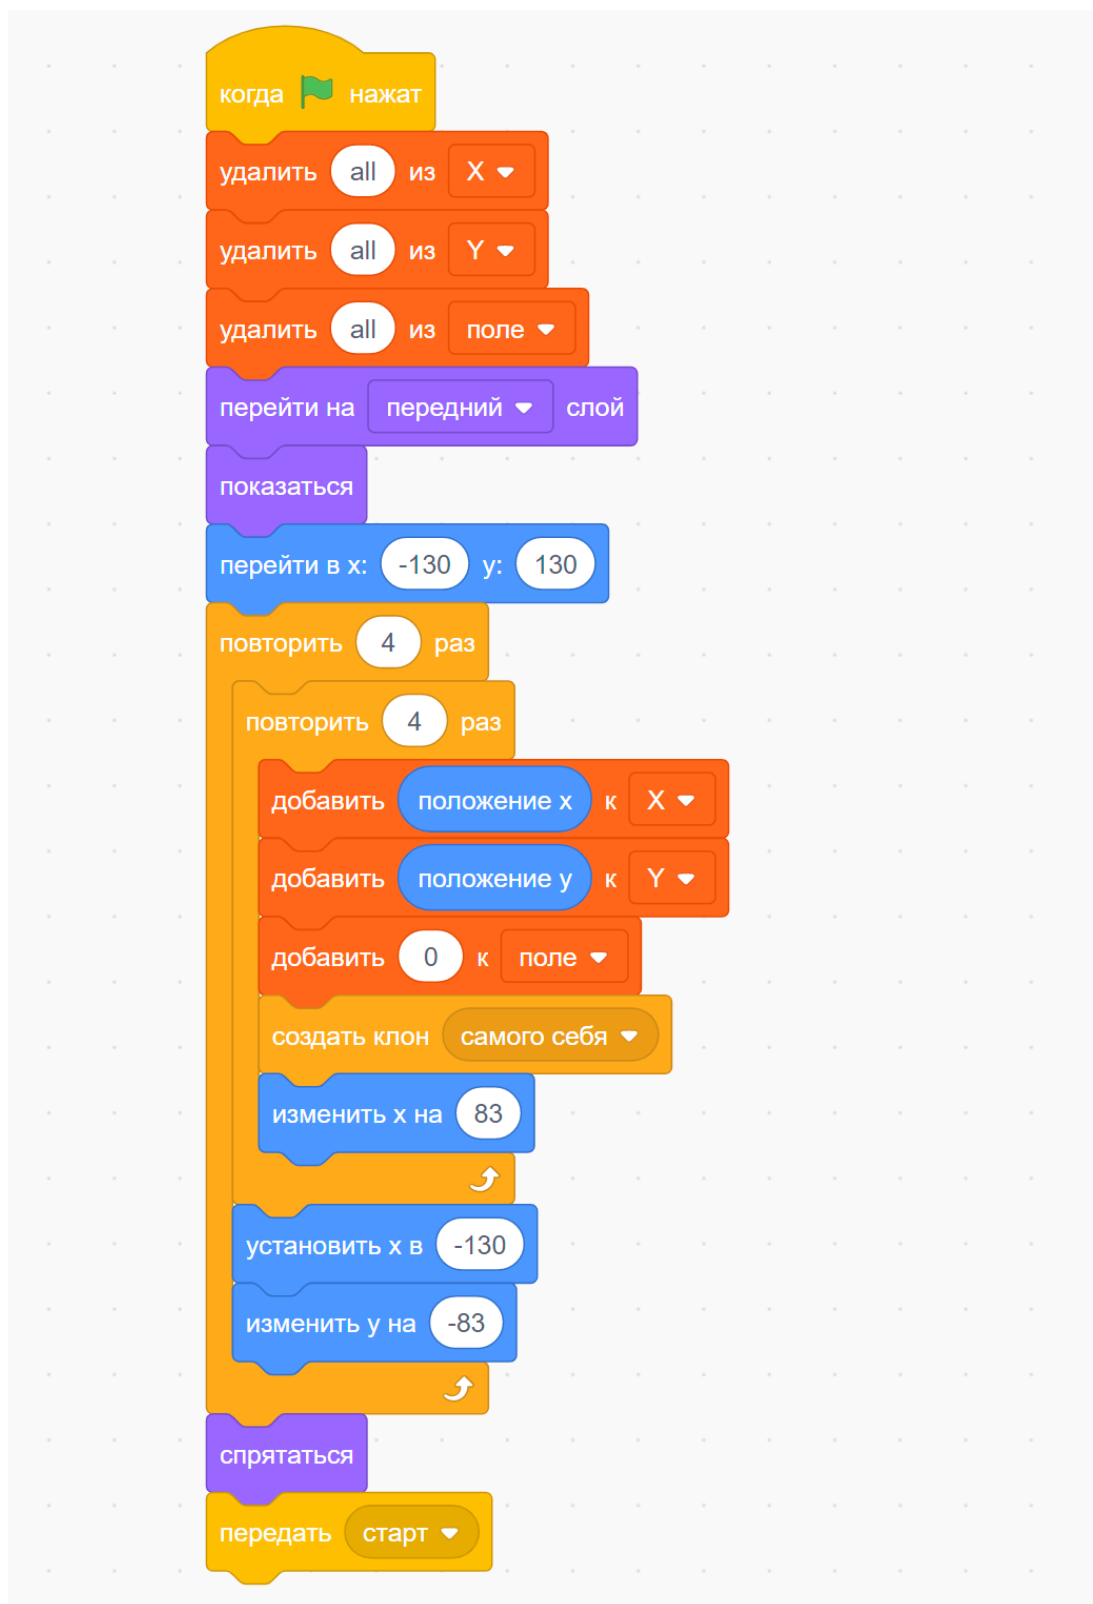 когда нажат
удалить all из X
удалить all из Y
удалить all из поле
перейти на передний слой
показаться
перейти в x: -130 y: 130
повторить 4 раз
повторить 4 раз
добавить положение x к X
добавить положение y к Y
добавить 0 к поле
создать клон самого себя
изменить x на 83
установить x в -130
изменить y на -83
спрятаться
передать старт